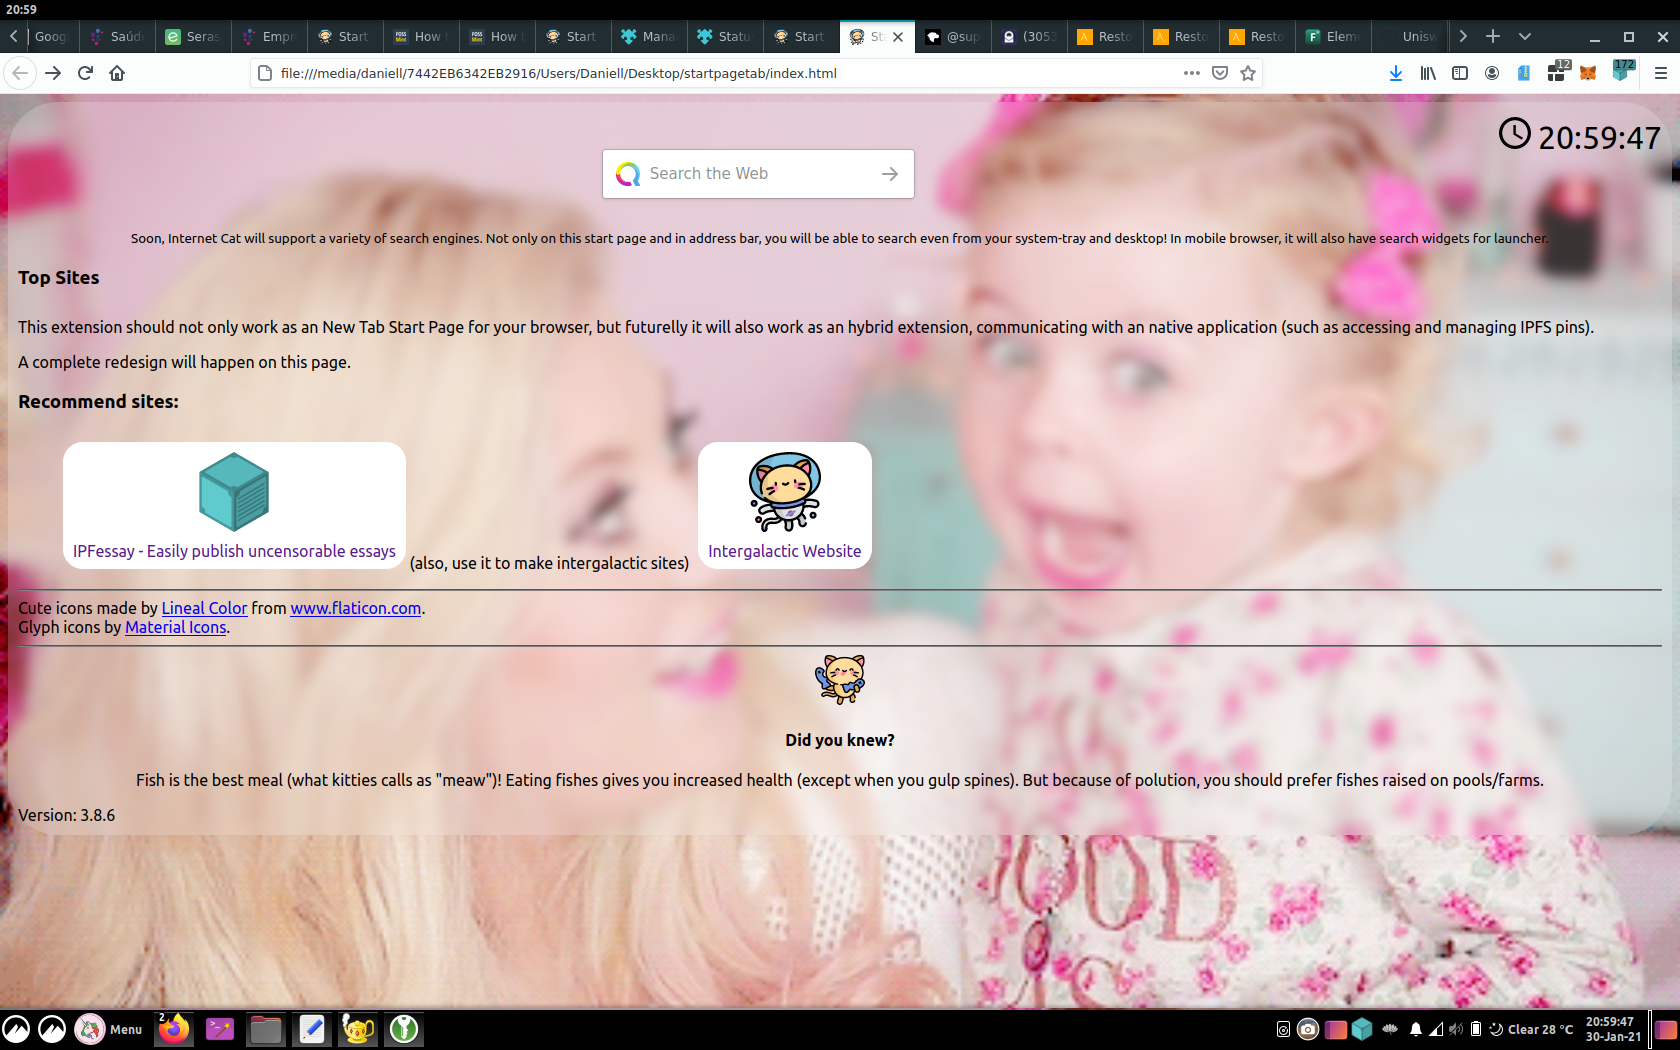 20:59
Goog
Saúd
Seras
Empr
Start
How t
How t
Start
Mana
Status
Start
Sta
@sup
(3053
Resto
Resto
Resto
Eleme
Unisw
file:///media/daniell/7442EB6342EB2916/Users/Daniell/Desktop/startpagetab/index.html
12
172
20:59:47
Search the Web
Soon, Internet Cat will support a variety of search engines. Not only on this start page and in address bar, you will be able to search even from your system-tray and desktop! In mobile browser, it will also have search widgets for launcher.
Top Sites
This extension should not only work as an New Tab Start Page for your browser, but futurelly it will also work as an hybrid extension, communicating with an native application (such as accessing and managing IPFS pins).
A complete redesign will happen on this page.
Recommend sites:
IPFessay - Easily publish uncensorable essays
(also, use it to make intergalactic sites)
Intergalactic Website
Cute icons made by Lineal Color from www.flaticon.com.
Glyph icons by Material Icons.
Did you knew?
Fish is the best meal (what kitties calls as "meaw")! Eating fishes gives you increased health (except when you gulp spines). But because of polution, you should prefer fishes raised on pools/farms.
Version: 3.8.6
OOD
Menu
2
Clear 28 °C
20:59:47
30-Jan-21